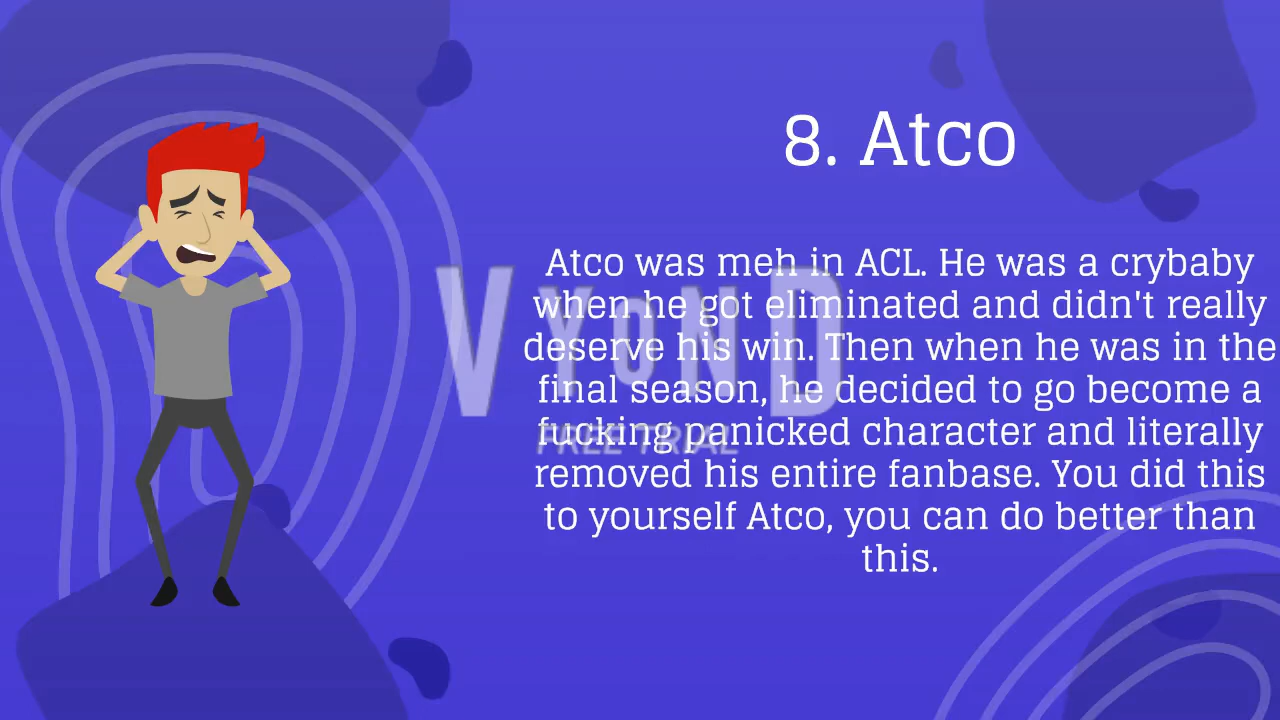 8. Atco
Atco was meh in ACL. He was a crybaby
when he got eliminated and didn't really
deserve his win. Then when he was in the
final season, he decided to go become a
fucking panicked character and literally
removed his entire fanbase. You did this
to yourself Atco, you can do better than
this.
VYOND
FREE TRIAL